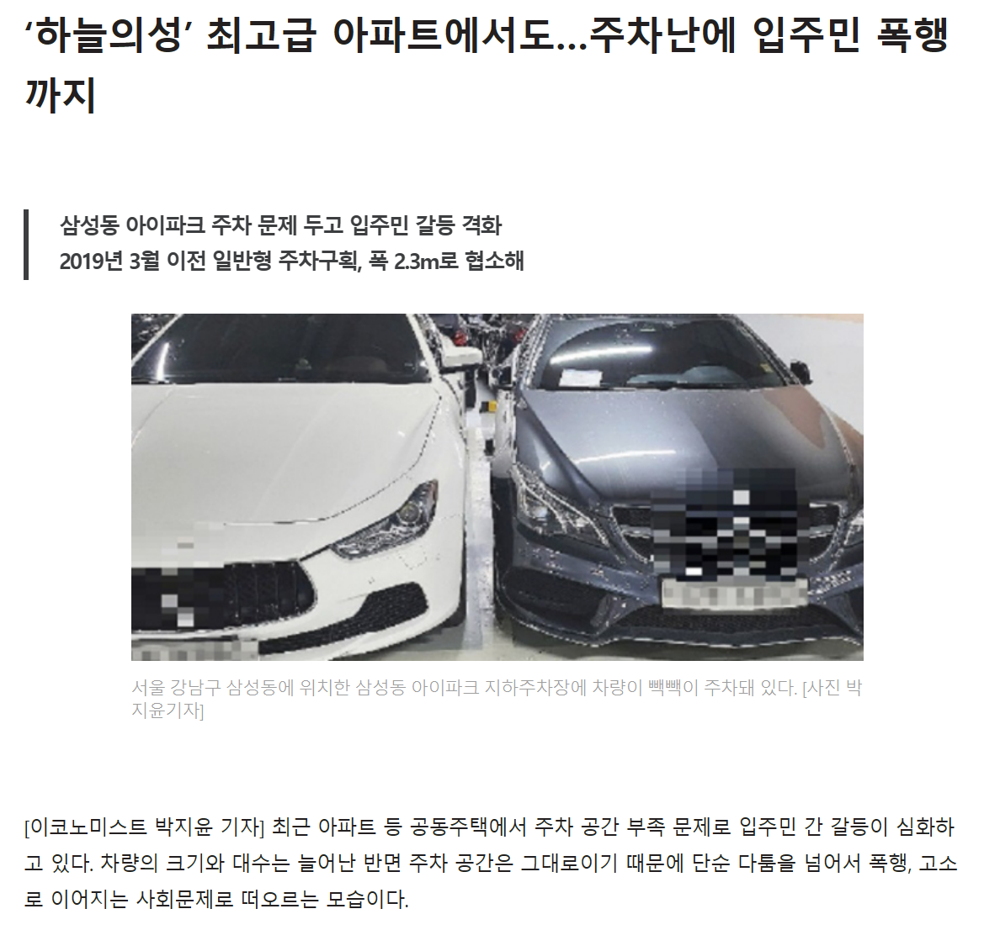 ‘하늘의성’ 최고급 아파트에서도…주차난에 입주민 폭행
까지
삼성동 아이파크 주차 문제 두고 입주민 갈등 격화
2019년 3월 이전 일반형 주차구획, 폭 2.3m로 협소해
서울 강남구 삼성동에 위치한 삼성동 아이파크 지하주차장에 차량이 빽빽이 주차돼 있다. [사진 박
지윤기자]
[이코노미스트 박지윤 기자] 최근 아파트 등 공동주택에서 주차 공간 부족 문제로 입주민 간 갈등이 심화하
고 있다. 차량의 크기와 대수는 늘어난 반면 주차 공간은 그대로이기 때문에 단순 다툼을 넘어서 폭행, 고소
로 이어지는 사회문제로 떠오르는 모습이다.